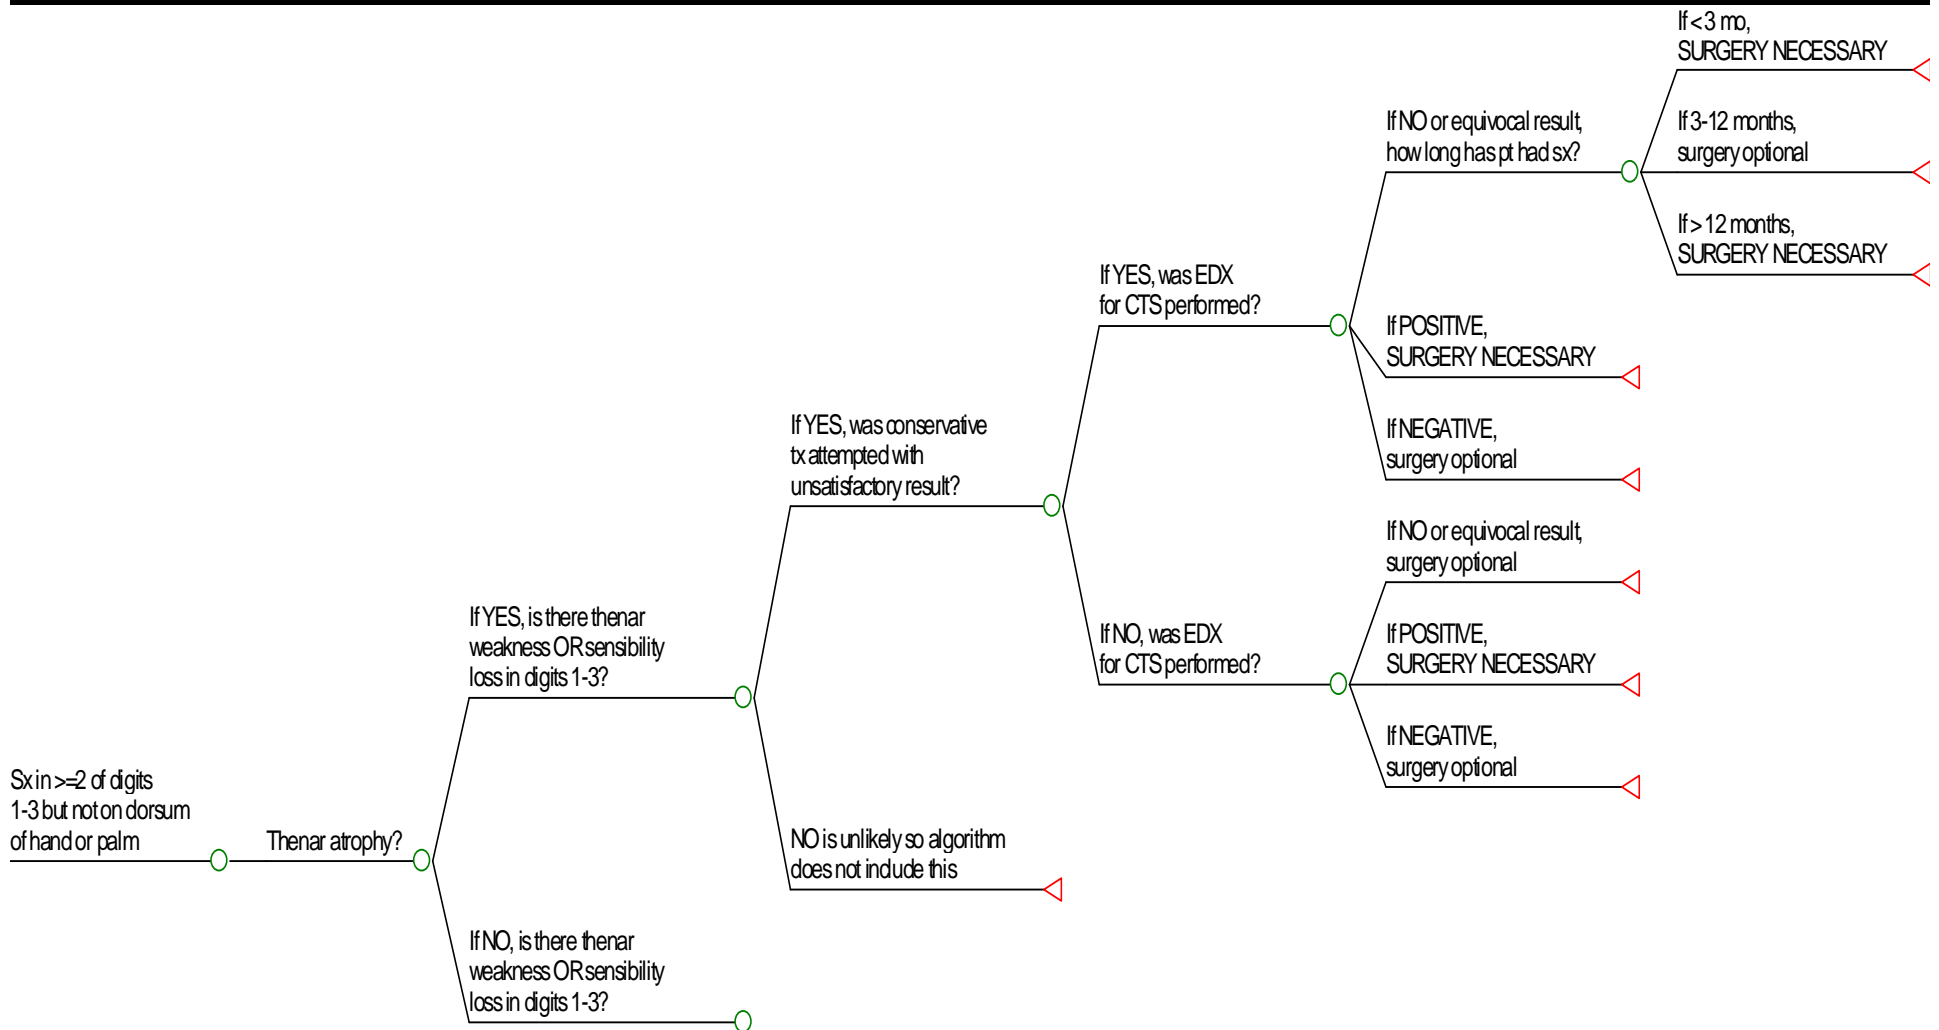 If < 3 mo,
SURGERY NECESSARY
If NO or equivocal result,
how long has pt had sx?
If 3-12 months,
surgery optional
If > 12 months,
SURGERY NECESSARY
If YES, was EDX
for CTS performed?
If POSITIVE,
SURGERY NECESSARY
If NEGATIVE,
surgery optional
If YES, was conservative
tx attempted with
unsatisfactory result?
If NO or equivocal result,
surgery optional
If NO, was EDX
for CTS performed?
If POSITIVE,
SURGERY NECESSARY
If NEGATIVE,
surgery optional
If YES, is there thenar
weakness OR sensibility
loss in digits 1-3?
Sx in >=2 of digits
1-3 but not on dorsum
of hand or palm
Thenar atrophy?
NO is unlikely so algorithm
does not include this
If NO, is there thenar
weakness OR sensibility
loss in digits 1-3?